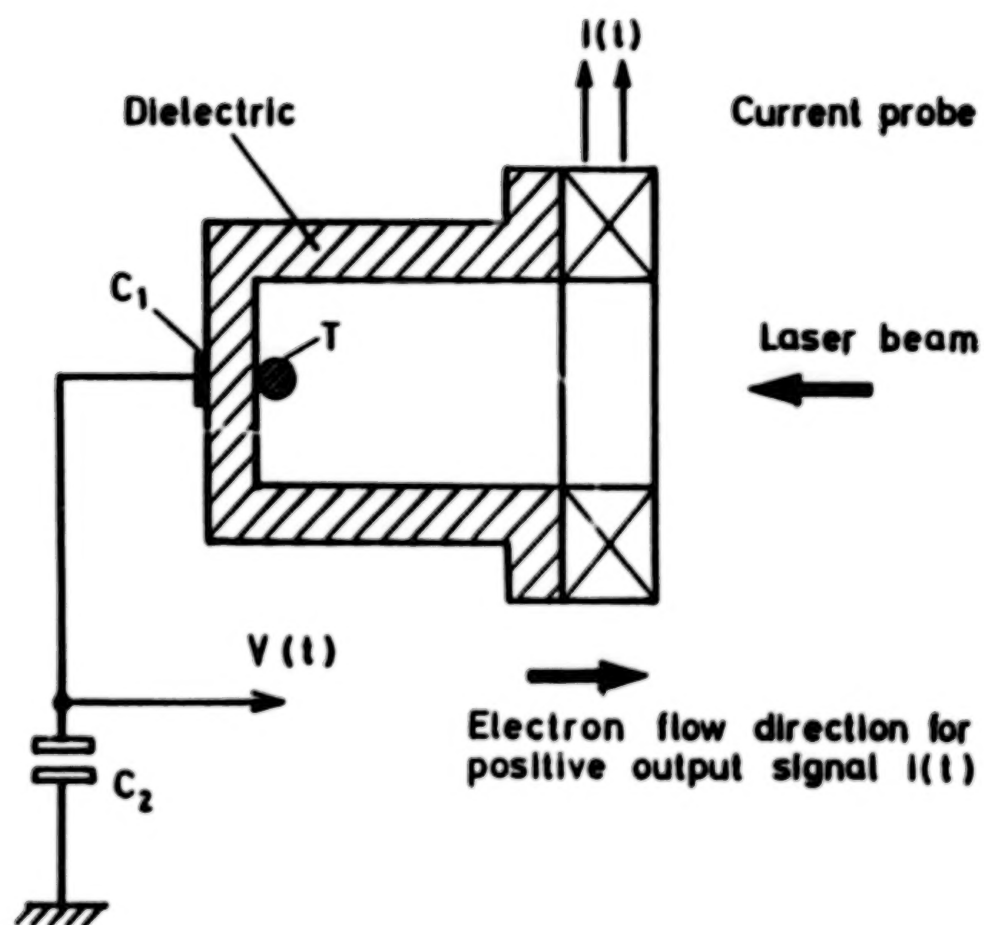 I(t)
Dielectric
Current probe
C₁
T
Laser beam
V(t)
Electron flow direction for
positive output signal I(t)
C₂